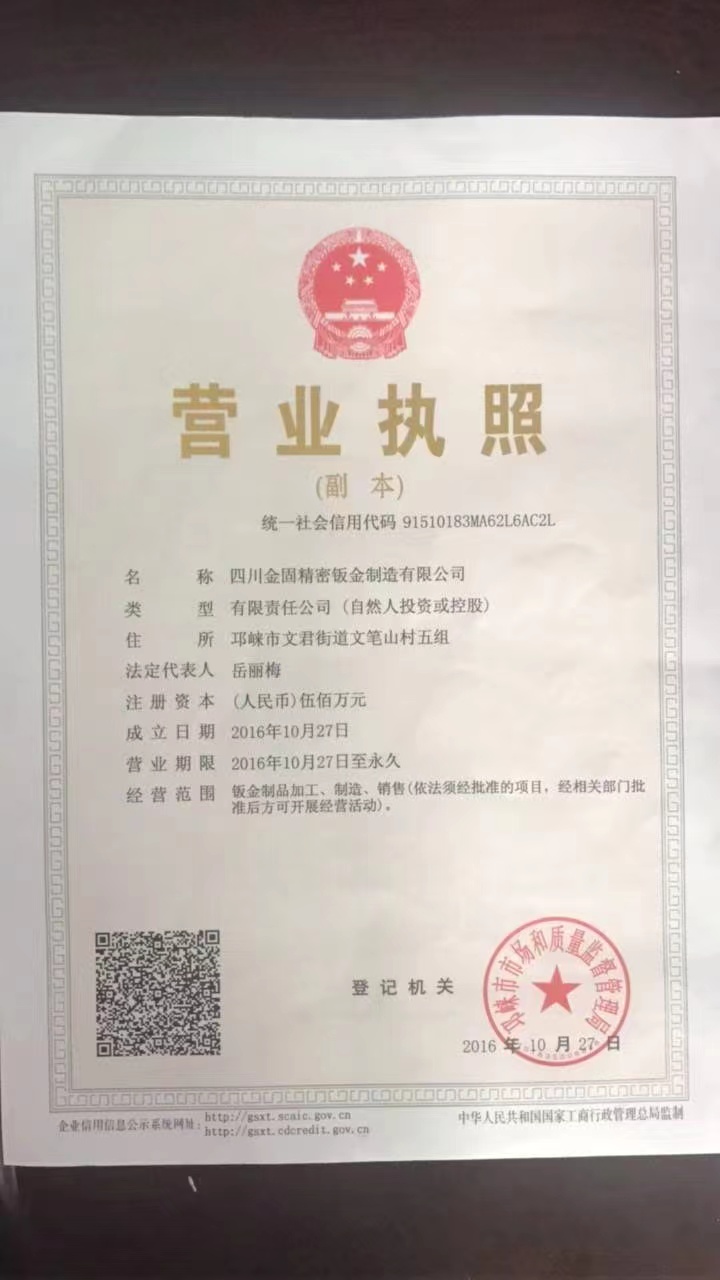 营业执照
(副 本)
统一社会信用代码 91510183MA62L6AC2L
名 称 四川金固精密钣金制造有限公司
类 型 有限责任公司 (自然人投资或控股)
住 所 邛崃市文君街道文笔山村五组
法定代表人 岳丽梅
注 册 资 本 (人民币)伍佰万元
成 立 日 期 2016年10月27日
营 业 期 限 2016年10月27日至永久
经 营 范 围 钣金制品加工、制造、销售(依法须经批准的项目，经相关部门批
准后方可开展经营活动)。
登 记 机 关
邛崃市市场和质量监督管理局
2016 年 10 月 27 日
企业信用信息公示系统网址: http://gsxt.scaic.gov.cn
http://gsxt.cdcredit.gov.cn
中华人民共和国国家工商行政管理总局监制